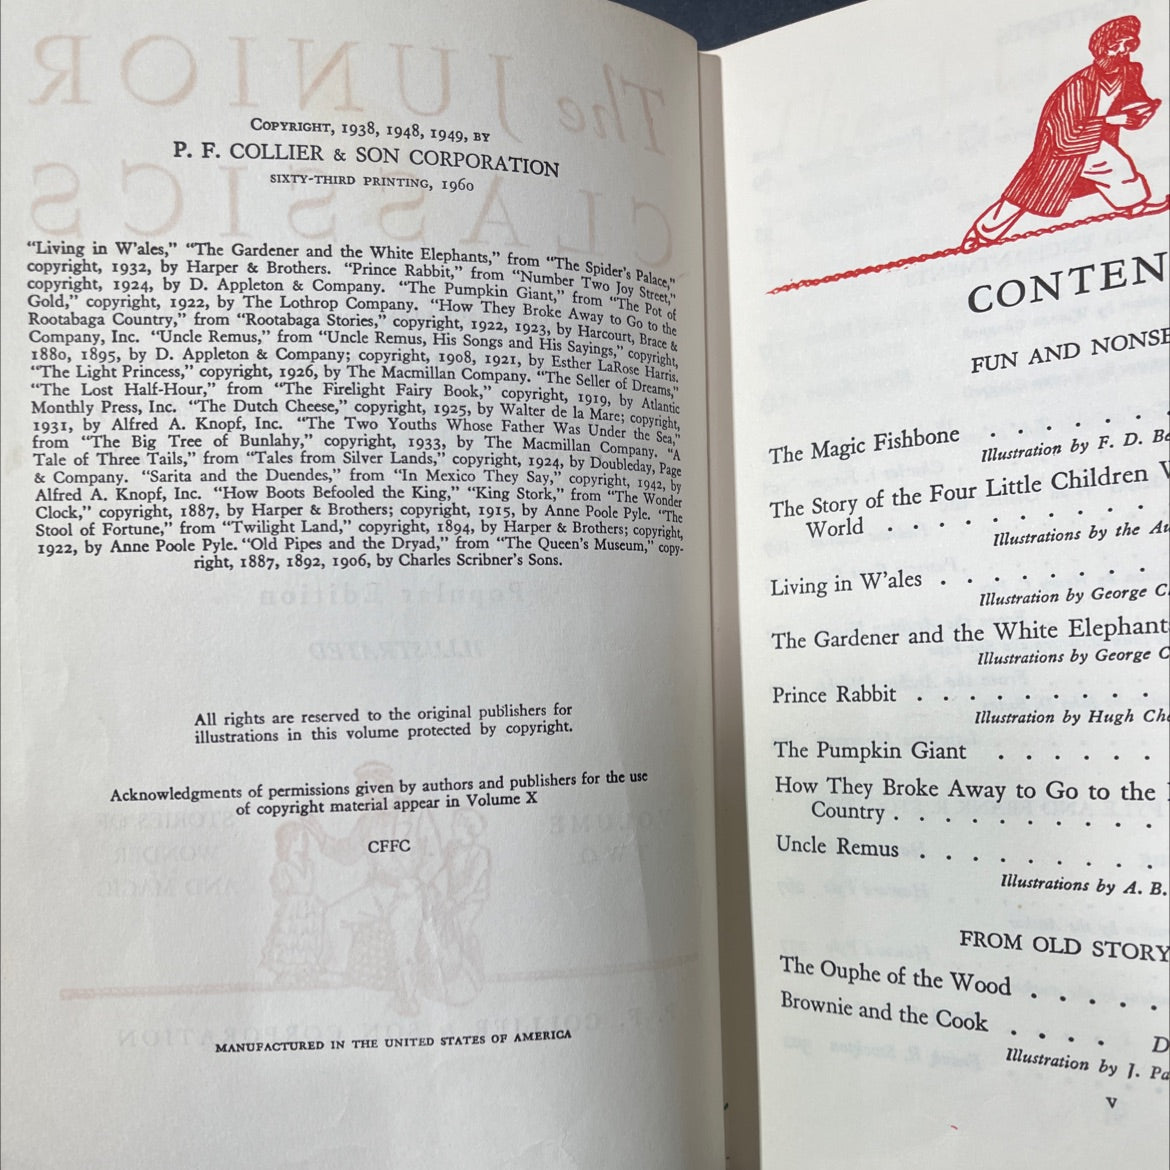 COPYRIGHT, 1938, 1948, 1949, BY
P. F. COLLIER & SON CORPORATION
SIXTY-THIRD PRINTING, 1960
"Living in W'ales," "The Gardener and the White Elephants," from "The Spider's Palace,"
copyright, 1932, by Harper & Brothers. "Prince Rabbit," from "Number Two Joy Street,"
copyright, 1924, by D. Appleton & Company. "The Pumpkin Giant," from "The Pot of
Gold," copyright, 1922, by The Lothrop Company. "How They Broke Away to Go to the
Rootabaga Country," from "Rootabaga Stories," copyright, 1922, 1923, by Harcourt, Brace &
Company, Inc. "Uncle Remus," from "Uncle Remus, His Songs and His Sayings," copyright,
1880, 1895, by D. Appleton & Company; copyright, 1908, 1921, by Esther LaRose Harris.
"The Light Princess," copyright, 1926, by The Macmillan Company. "The Seller of Dreams,"
"The Lost Half-Hour," from "The Firelight Fairy Book," copyright, 1919, by Atlantic
Monthly Press, Inc. "The Dutch Cheese," copyright, 1925, by Walter de la Mare; copyright,
1931, by Alfred A. Knopf, Inc. "The Two Youths Whose Father Was Under the Sea,"
from "The Big Tree of Bunlahy," copyright, 1933, by The Macmillan Company. "A
Tale of Three Tails," from "Tales from Silver Lands," copyright, 1924, by Doubleday, Page
& Company. "Sarita and the Duendes," from "In Mexico They Say," copyright, 1942, by
Alfred A. Knopf, Inc. "How Boots Befooled the King," "King Stork," from "The Wonder
Clock," copyright, 1887, by Harper & Brothers; copyright, 1915, by Anne Poole Pyle. "The
Stool of Fortune," from "Twilight Land," copyright, 1894, by Harper & Brothers; copyright,
1922, by Anne Poole Pyle. "Old Pipes and the Dryad," from "The Queen's Museum," copy-
right, 1887, 1892, 1906, by Charles Scribner's Sons.
All rights are reserved to the original publishers for
illustrations in this volume protected by copyright.
Acknowledgments of permissions given by authors and publishers for the use
of copyright material appear in Volume X
CFFC
MANUFACTURED IN THE UNITED STATES OF AMERICA
CONTEN
FUN AND NONSE
The Magic Fishbone . . . . . .
Illustration by F. D. Be
The Story of the Four Little Children W
World . . . . . . . . . . .
Illustrations by the Au
Living in W'ales . . . . . . . .
Illustration by George C
The Gardener and the White Elephant
Illustrations by George C
Prince Rabbit . . . . . . . . .
Illustration by Hugh Cha
The Pumpkin Giant . . . . . .
How They Broke Away to Go to the
Country . . . . . . . . . .
Uncle Remus . . . . . . . . .
Illustrations by A. B.
FROM OLD STORY
The Ouphe of the Wood . . . . .
Brownie and the Cook . . . . D
Illustration by J. Pa
v